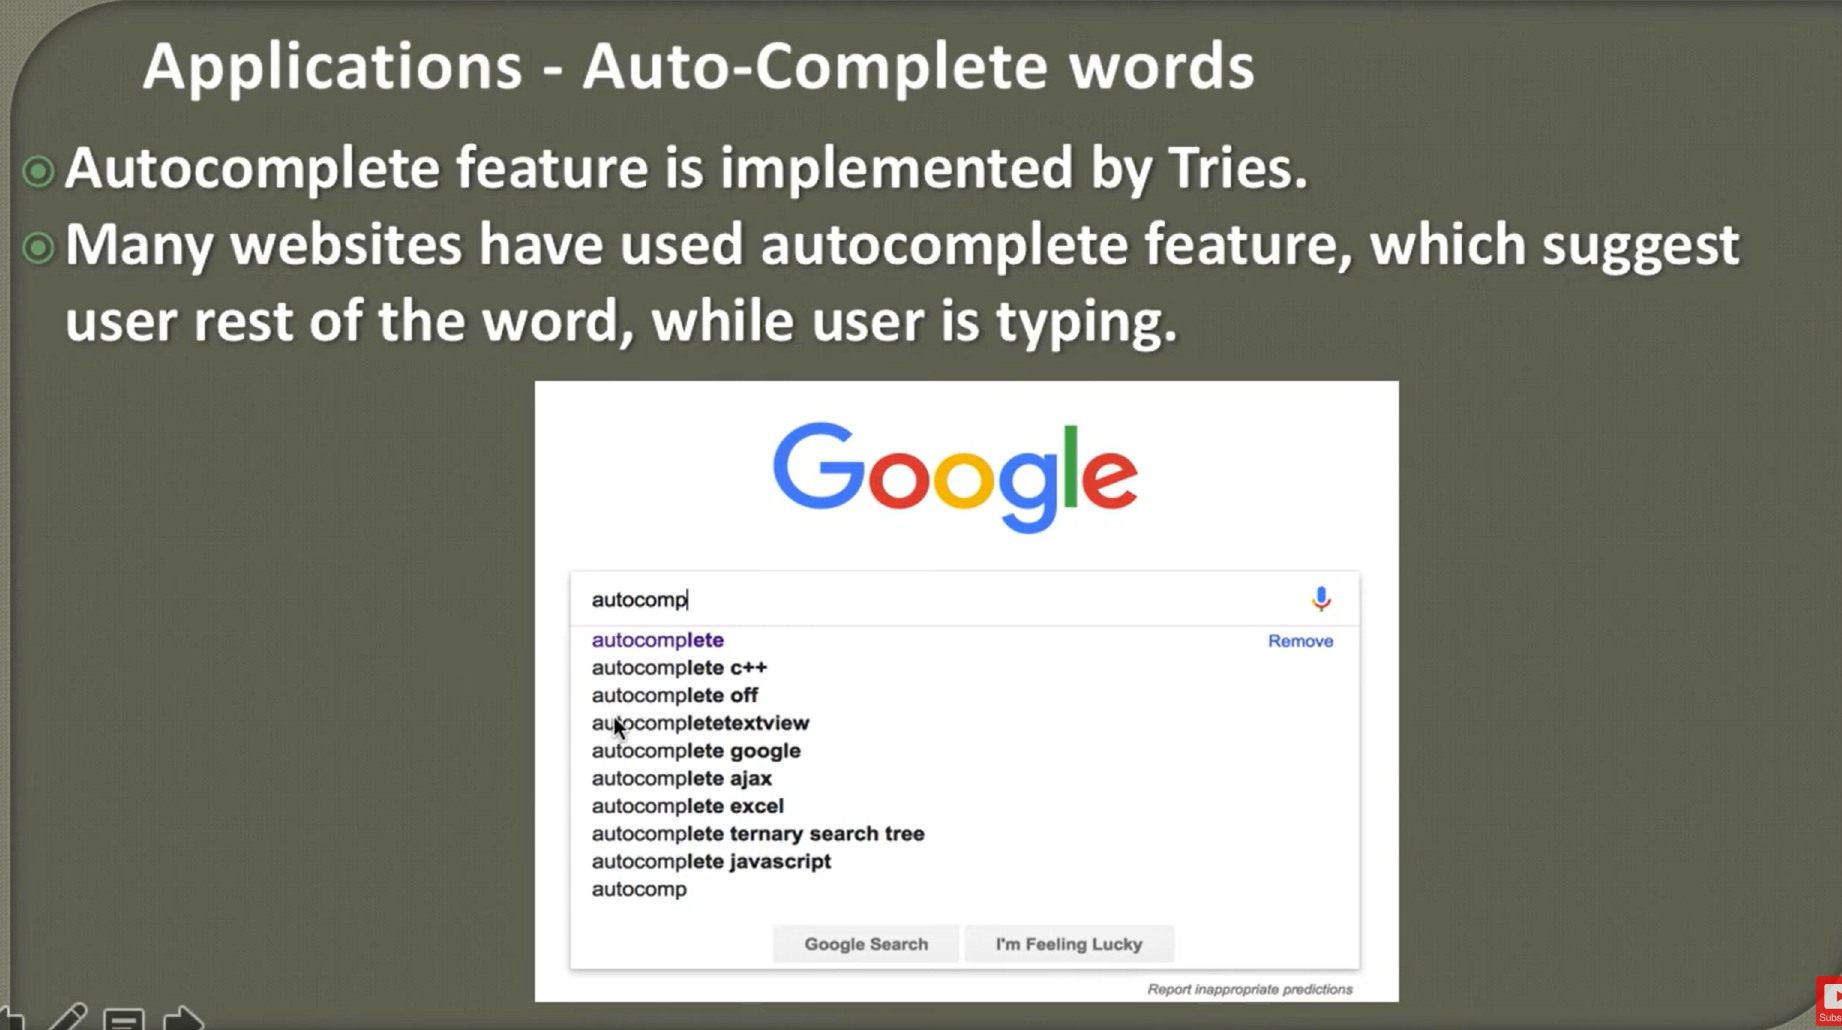 Applications - Auto-Complete words
Autocomplete feature is implemented by Tries.
Many websites have used autocomplete feature, which suggest
user rest of the word, while user is typing.
Google
autocomp
autocomplete
Remove
autocomplete c++
autocomplete off
autocompletetextview
autocomplete google
autocomplete ajax
autocomplete excel
autocomplete ternary search tree
autocomplete javascript
autocomp
Google Search
I'm Feeling Lucky
Report inappropriate predictions